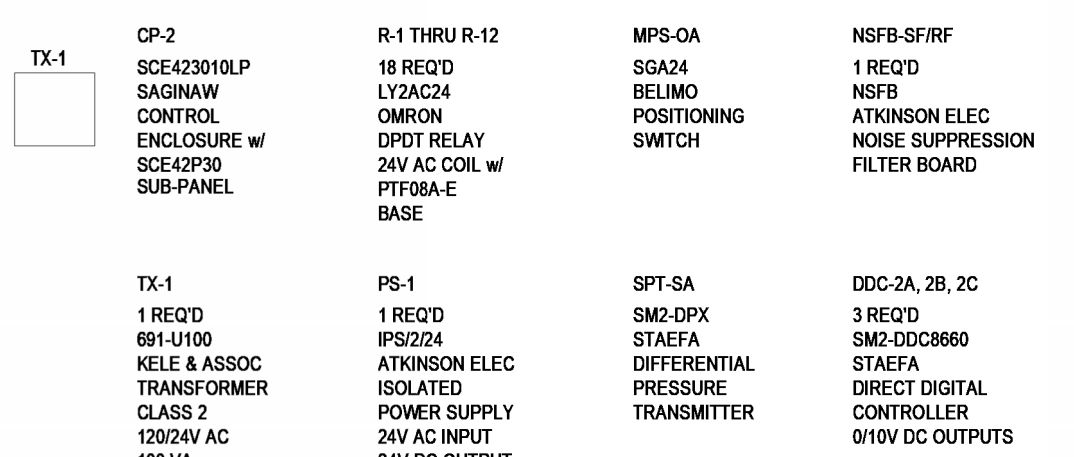 TX-1
CP-2
SCE423010LP
SAGINAW
CONTROL
ENCLOSURE w/
SCE42P30
SUB-PANEL
R-1 THRU R-12
18 REQ'D
LY2AC24
OMRON
DPDT RELAY
24V AC COIL w/
PTF08A-E
BASE
MPS-OA
SGA24
BELIMO
POSITIONING
SWITCH
NSFB-SF/RF
1 REQ'D
NSFB
ATKINSON ELEC
NOISE SUPPRESSION
FILTER BOARD
TX-1
1 REQ'D
691-U100
KELE & ASSOC
TRANSFORMER
CLASS 2
120/24V AC
PS-1
1 REQ'D
IPS/2/24
ATKINSON ELEC
ISOLATED
POWER SUPPLY
24V AC INPUT
24V DC OUTPUT
SPT-SA
SM2-DPX
STAEFA
DIFFERENTIAL
PRESSURE
TRANSMITTER
DDC-2A, 2B, 2C
3 REQ'D
SM2-DDC8660
STAEFA
DIRECT DIGITAL
CONTROLLER
0/10V DC OUTPUTS